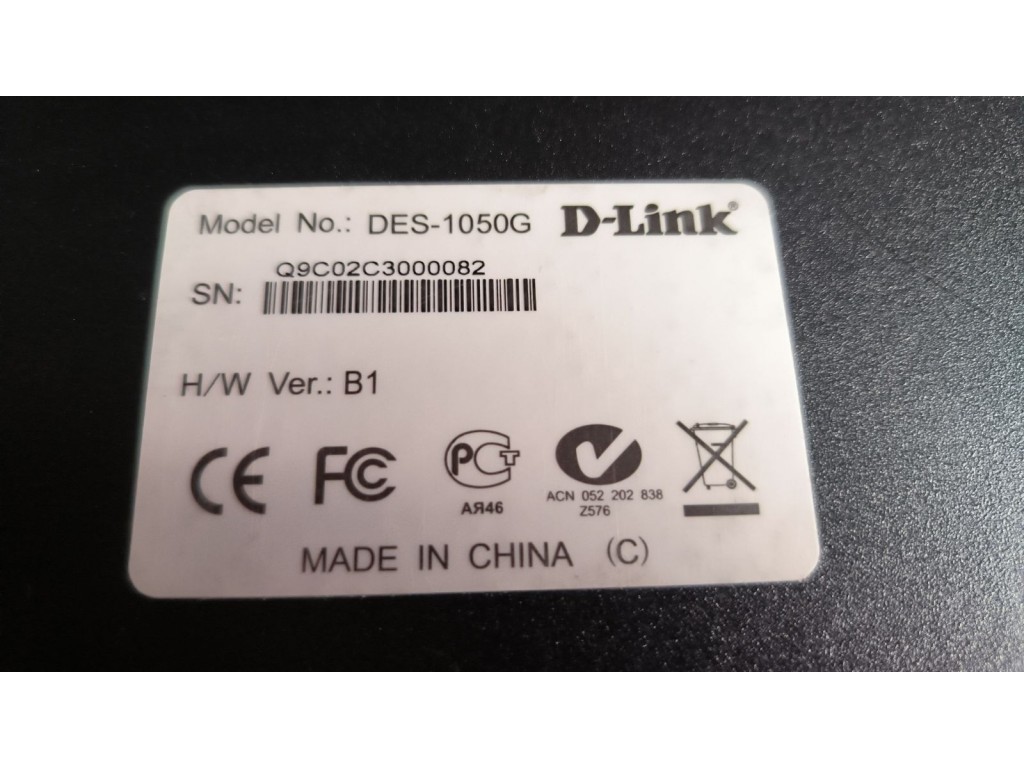 Model No.: DES-1050G D-Link®
Q9C02C3000082
SN:
H/W Ver.: B1
CE FC PCT
АЯ46
ACN 052 202 838
Z576
MADE IN CHINA (C)